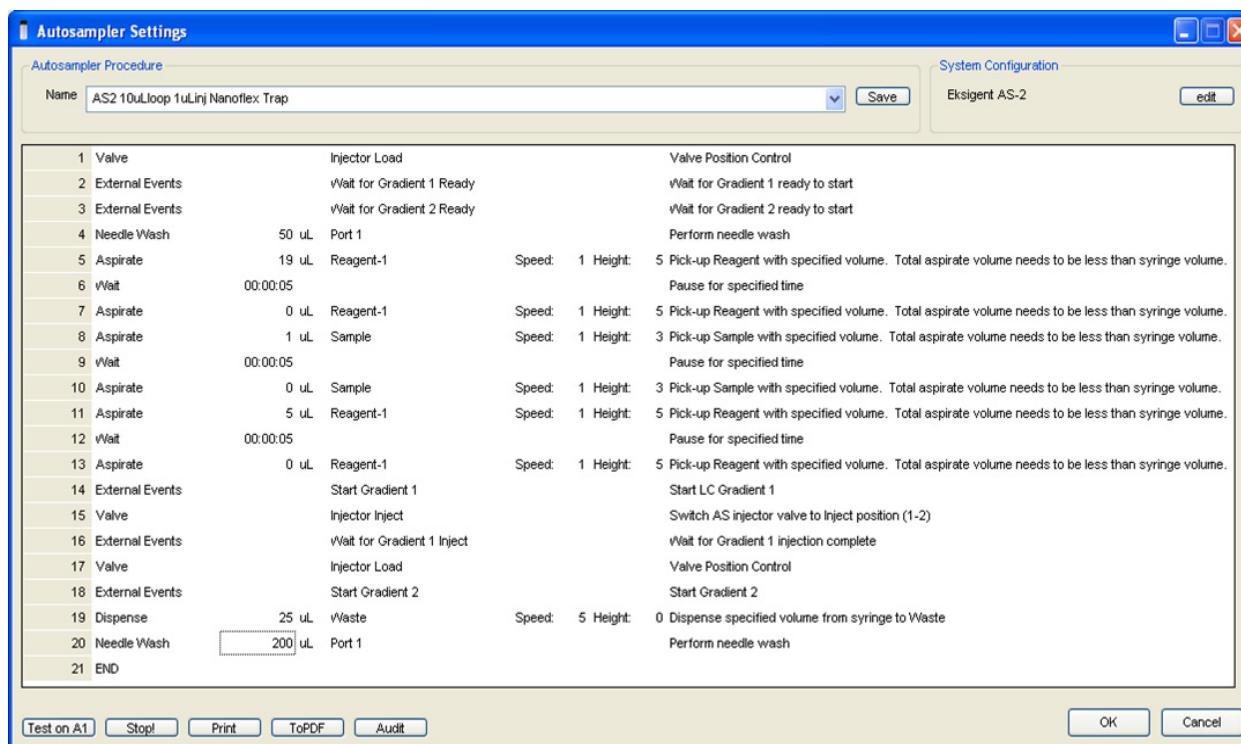 Autosampler Settings
Autosampler Procedure
System Configuration
Name AS2 10uLloop 1uLinj Nanoflex Trap Save
Eksigent AS-2 edit
1 Valve Injector Load Valve Position Control
2 External Events Wait for Gradient 1 Ready Wait for Gradient 1 ready to start
3 External Events Wait for Gradient 2 Ready Wait for Gradient 2 ready to start
4 Needle Wash 50 uL Port 1 Perform needle wash
5 Aspirate 19 uL Reagent-1 Speed: 1 Height: 5 Pick-up Reagent with specified volume. Total aspirate volume needs to be less than syringe volume.
6 Wait 00:00:05 Pause for specified time
7 Aspirate 0 uL Reagent-1 Speed: 1 Height: 5 Pick-up Reagent with specified volume. Total aspirate volume needs to be less than syringe volume.
8 Aspirate 1 uL Sample Speed: 1 Height: 3 Pick-up Sample with specified volume. Total aspirate volume needs to be less than syringe volume.
9 Wait 00:00:05 Pause for specified time
10 Aspirate 0 uL Sample Speed: 1 Height: 3 Pick-up Sample with specified volume. Total aspirate volume needs to be less than syringe volume.
11 Aspirate 5 uL Reagent-1 Speed: 1 Height: 5 Pick-up Reagent with specified volume. Total aspirate volume needs to be less than syringe volume.
12 Wait 00:00:05 Pause for specified time
13 Aspirate 0 uL Reagent-1 Speed: 1 Height: 5 Pick-up Reagent with specified volume. Total aspirate volume needs to be less than syringe volume.
14 External Events Start Gradient 1 Start LC Gradient 1
15 Valve Injector Inject Switch AS injector valve to Inject position (1-2)
16 External Events Wait for Gradient 1 Inject Wait for Gradient 1 injection complete
17 Valve Injector Load Valve Position Control
18 External Events Start Gradient 2 Start Gradient 2
19 Dispense 25 uL Waste Speed: 5 Height: 0 Dispense specified volume from syringe to Waste
20 Needle Wash 200 uL Port 1 Perform needle wash
21 END
Test on A1 Stop! Print ToPDF Audit OK Cancel